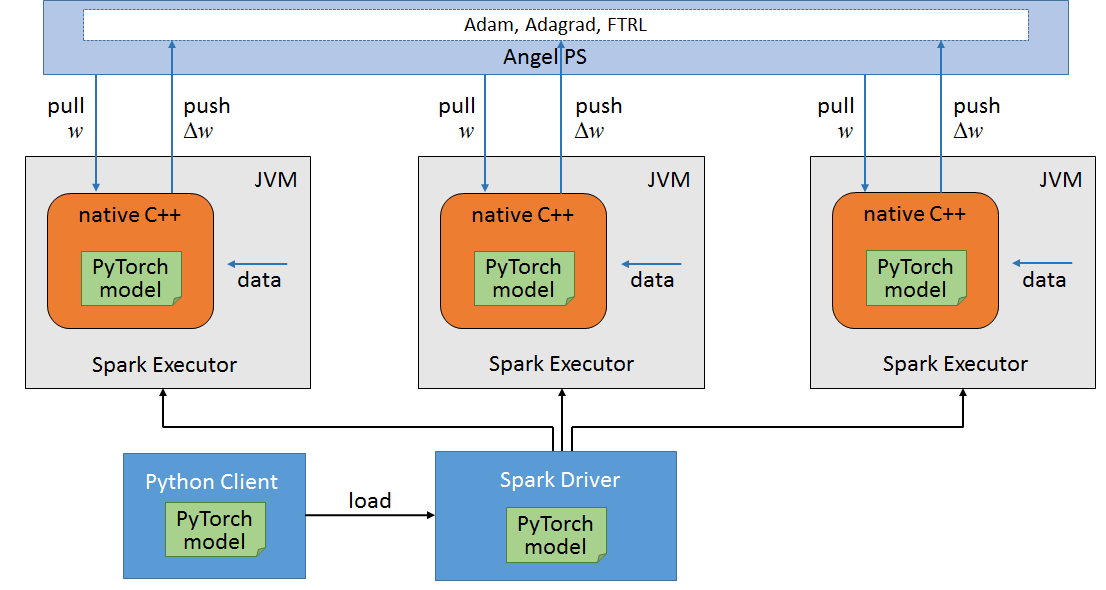 Adam, Adagrad, FTRL
Angel PS
pull
w
push
Δw
pull
w
push
Δw
pull
w
push
Δw
JVM
native C++
PyTorch
model
data
Spark Executor
JVM
native C++
PyTorch
model
data
Spark Executor
JVM
native C++
PyTorch
model
data
Spark Executor
Python Client
PyTorch
model
load
Spark Driver
PyTorch
model